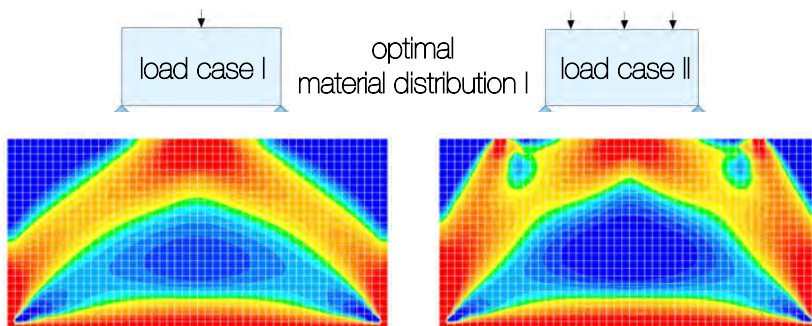 load case I
optimal
material distribution I
load case II